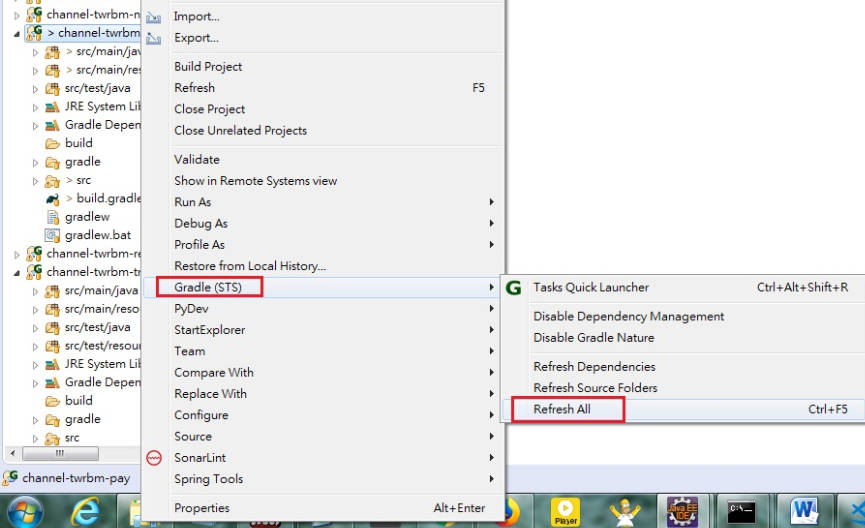 channel-twrbm-n
> channel-twrbm
> src/main/jav
> src/main/res
src/test/java
JRE System Lib
Gradle Depen
build
gradle
> src
> build.gradle
gradlew
gradlew.bat
channel-twrbm-re
channel-twrbm-tr
src/main/java
src/main/reso
src/test/java
src/test/resou
JRE System Lib
Gradle Depen
build
gradle
src
channel-twrbm-pay
Import...
Export...
Build Project
Refresh F5
Close Project
Close Unrelated Projects
Validate
Show in Remote Systems view
Run As
Debug As
Profile As
Restore from Local History...
Gradle (STS)
PyDev
StartExplorer
Team
Compare With
Replace With
Configure
Source
SonarLint
Spring Tools
Properties Alt+Enter
G Tasks Quick Launcher Ctrl+Alt+Shift+R
Disable Dependency Management
Disable Gradle Nature
Refresh Dependencies
Refresh Source Folders
Refresh All Ctrl+F5
Player
Java EE
IDE
C:\_
W